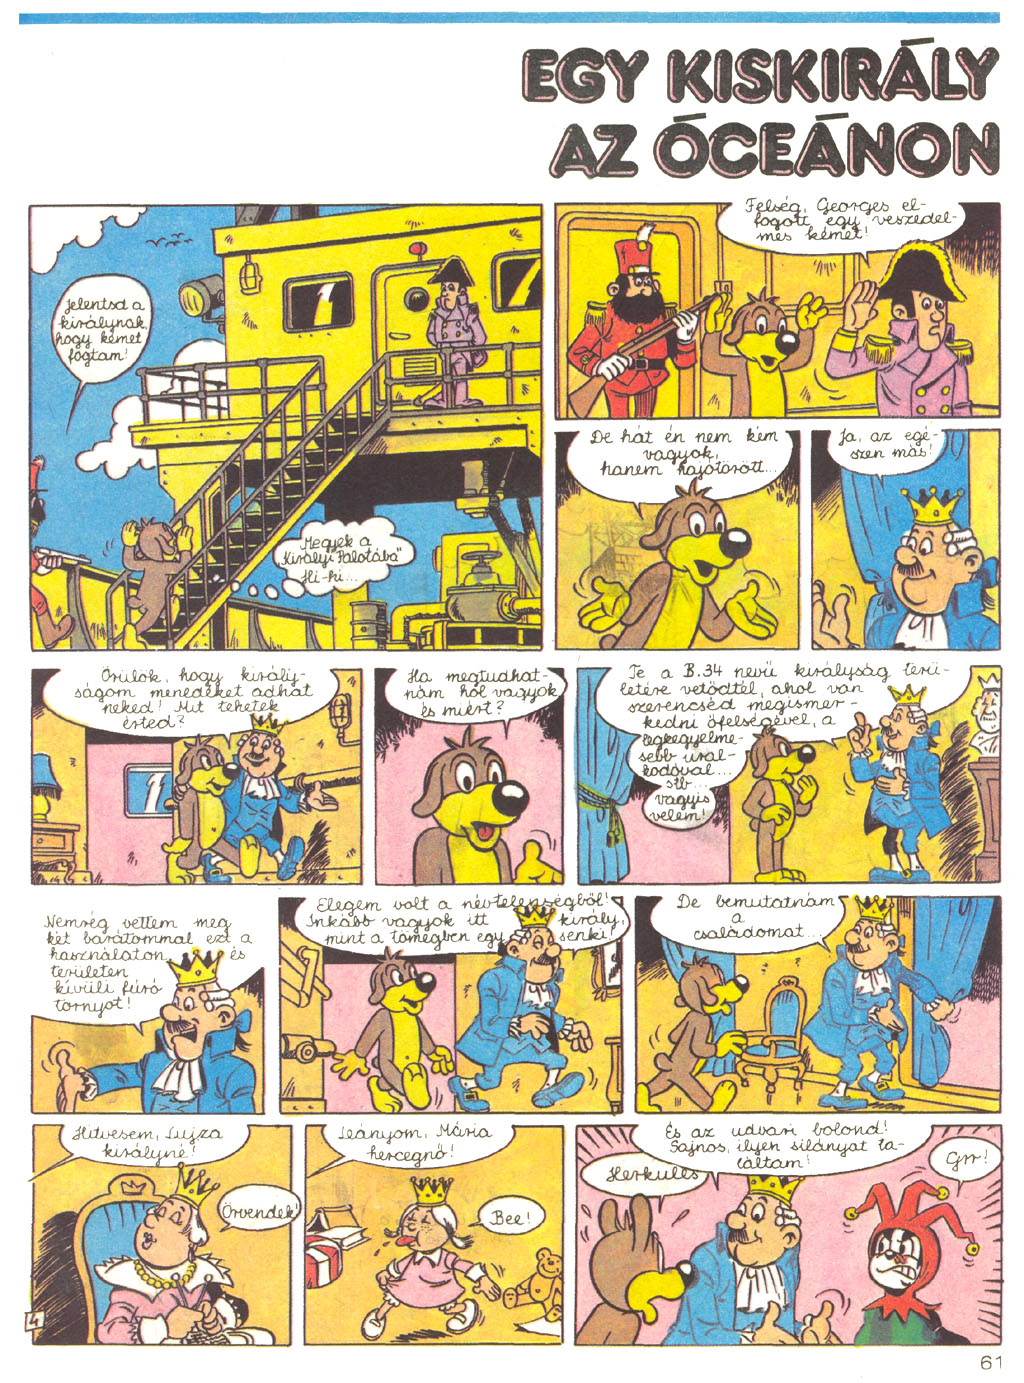 EGY KISKIRÁLY
AZ ÓCEÁNON
Jelentsd a
királynak,
hogy kémet
fogtam!
Megyek a
"Királyi Palotába"
Hi-hi...
Felség, Georges el-
fogott egy veszedel-
mes kémet!
De hát én nem kém
vagyok,
hanem hajótörött...
Ja, az egé-
szen más!
Örülök, hogy király-
ságom menedéket adhat
neked! Mit tehetek
érted?
Ha megtudhat-
nám hol vagyok
és miért?
Te a B.34 nevű királyság terü-
letére vetődtél, ahol van
szerencséd megismer-
kedni őfelségével, a
legkegyelme-
sebb ural-
kodóval...
stb...
vagyis
velem!
Nemrég vettem meg
két barátommal ezt a
használaton és
területen
kívüli fúró
tornyot!
Elegem volt a névtelenségből!
Inkább vagyok itt király,
mint a tömegben egy senki!
De bemutatnám
a
családomat...
Hitvesem, Lujza
királyné!
Örvendek!
Leányom, Mária
hercegnő!
Bee!
És az udvari bolond!
Sajnos, ilyen silányat ta-
láltam!
Herkules
Grr!
4
61